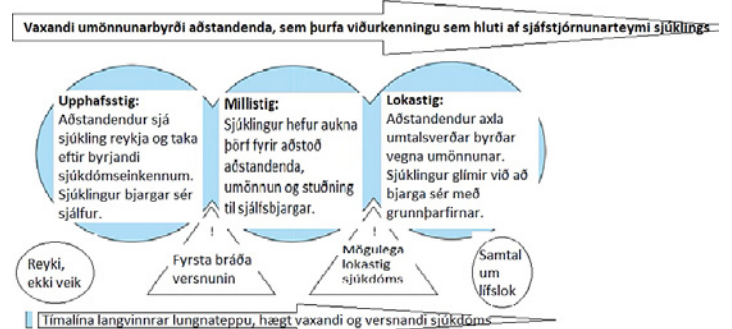 Vaxandi umönnunarbyrði aðstandenda, sem þurfa viðurkenningu sem hluti af sjáfstjórnunarteymi sjúklings
Upphafsstig:
Aðstandendur sjá
sjúkling reykja og taka
eftir byrjandi
sjúkdómseinkennum.
Sjúklingur bjargar sér
sjálfur.
Millistig:
Sjúklingur hefur aukna
þörf fyrir aðstoð
aðstandenda,
umönnun og stuðning
til sjálfsbjargar.
Lokastig:
Aðstandendur axla
umtalsverðar byrðar
vegna umönnunar.
Sjúklingur glímir við að
bjarga sér með
grunnþarfirnar.
Reyki,
ekki veik
Fyrsta bráða
versnunin
Mögulega
lokastig
sjúkdóms
Samtal
um
lífslok
Tímalína langvinnrar lungnateppu, hægt vaxandi og versnandi sjúkdóms